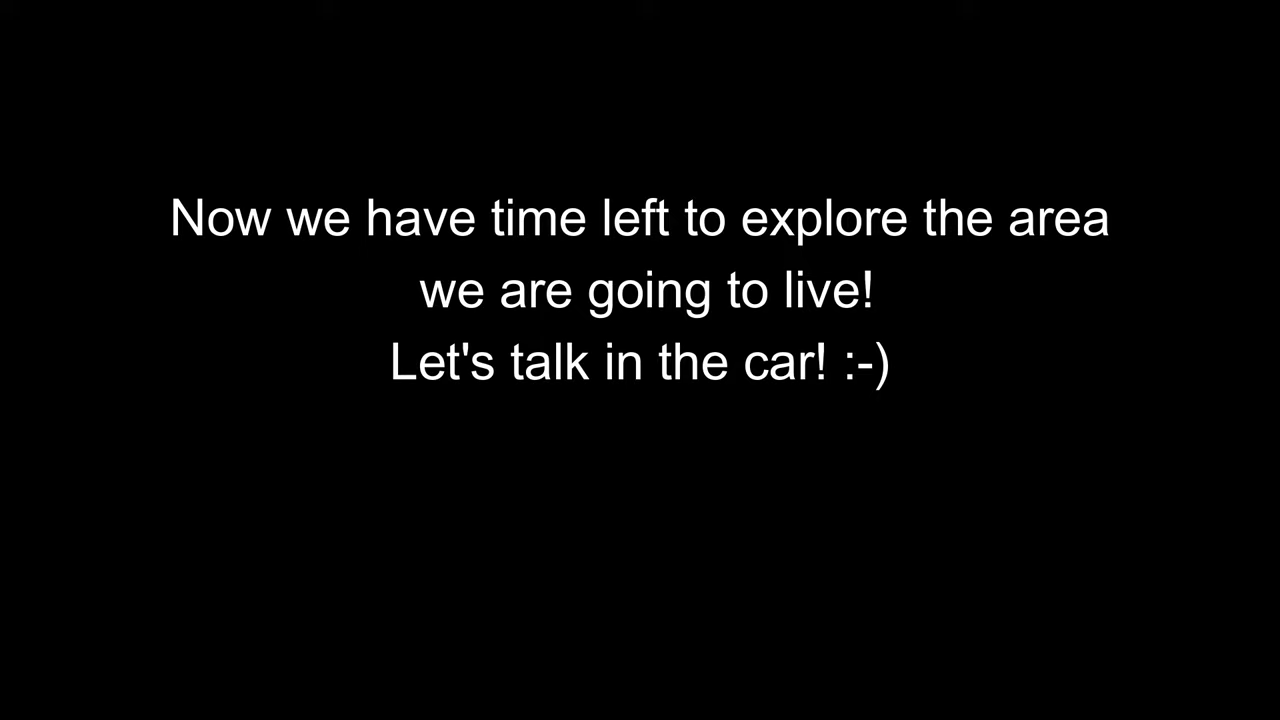 Now we have time left to explore the area
we are going to live!
Let's talk in the car! :-)